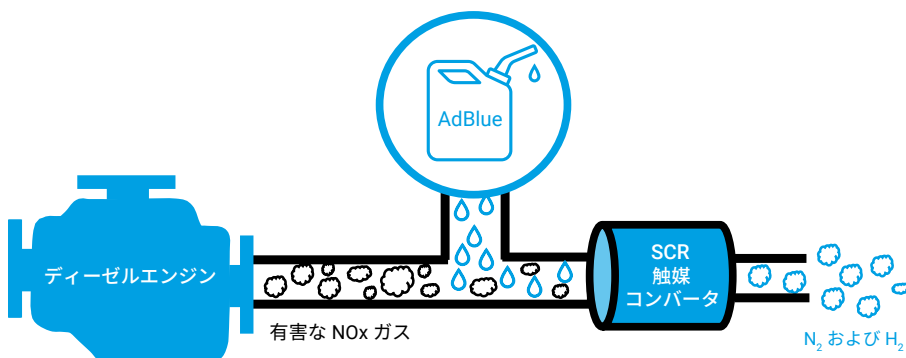 AdBlue
ディーゼルエンジン
SCR
触媒
コンバータ
有害な NOx ガス
N₂ および H₂